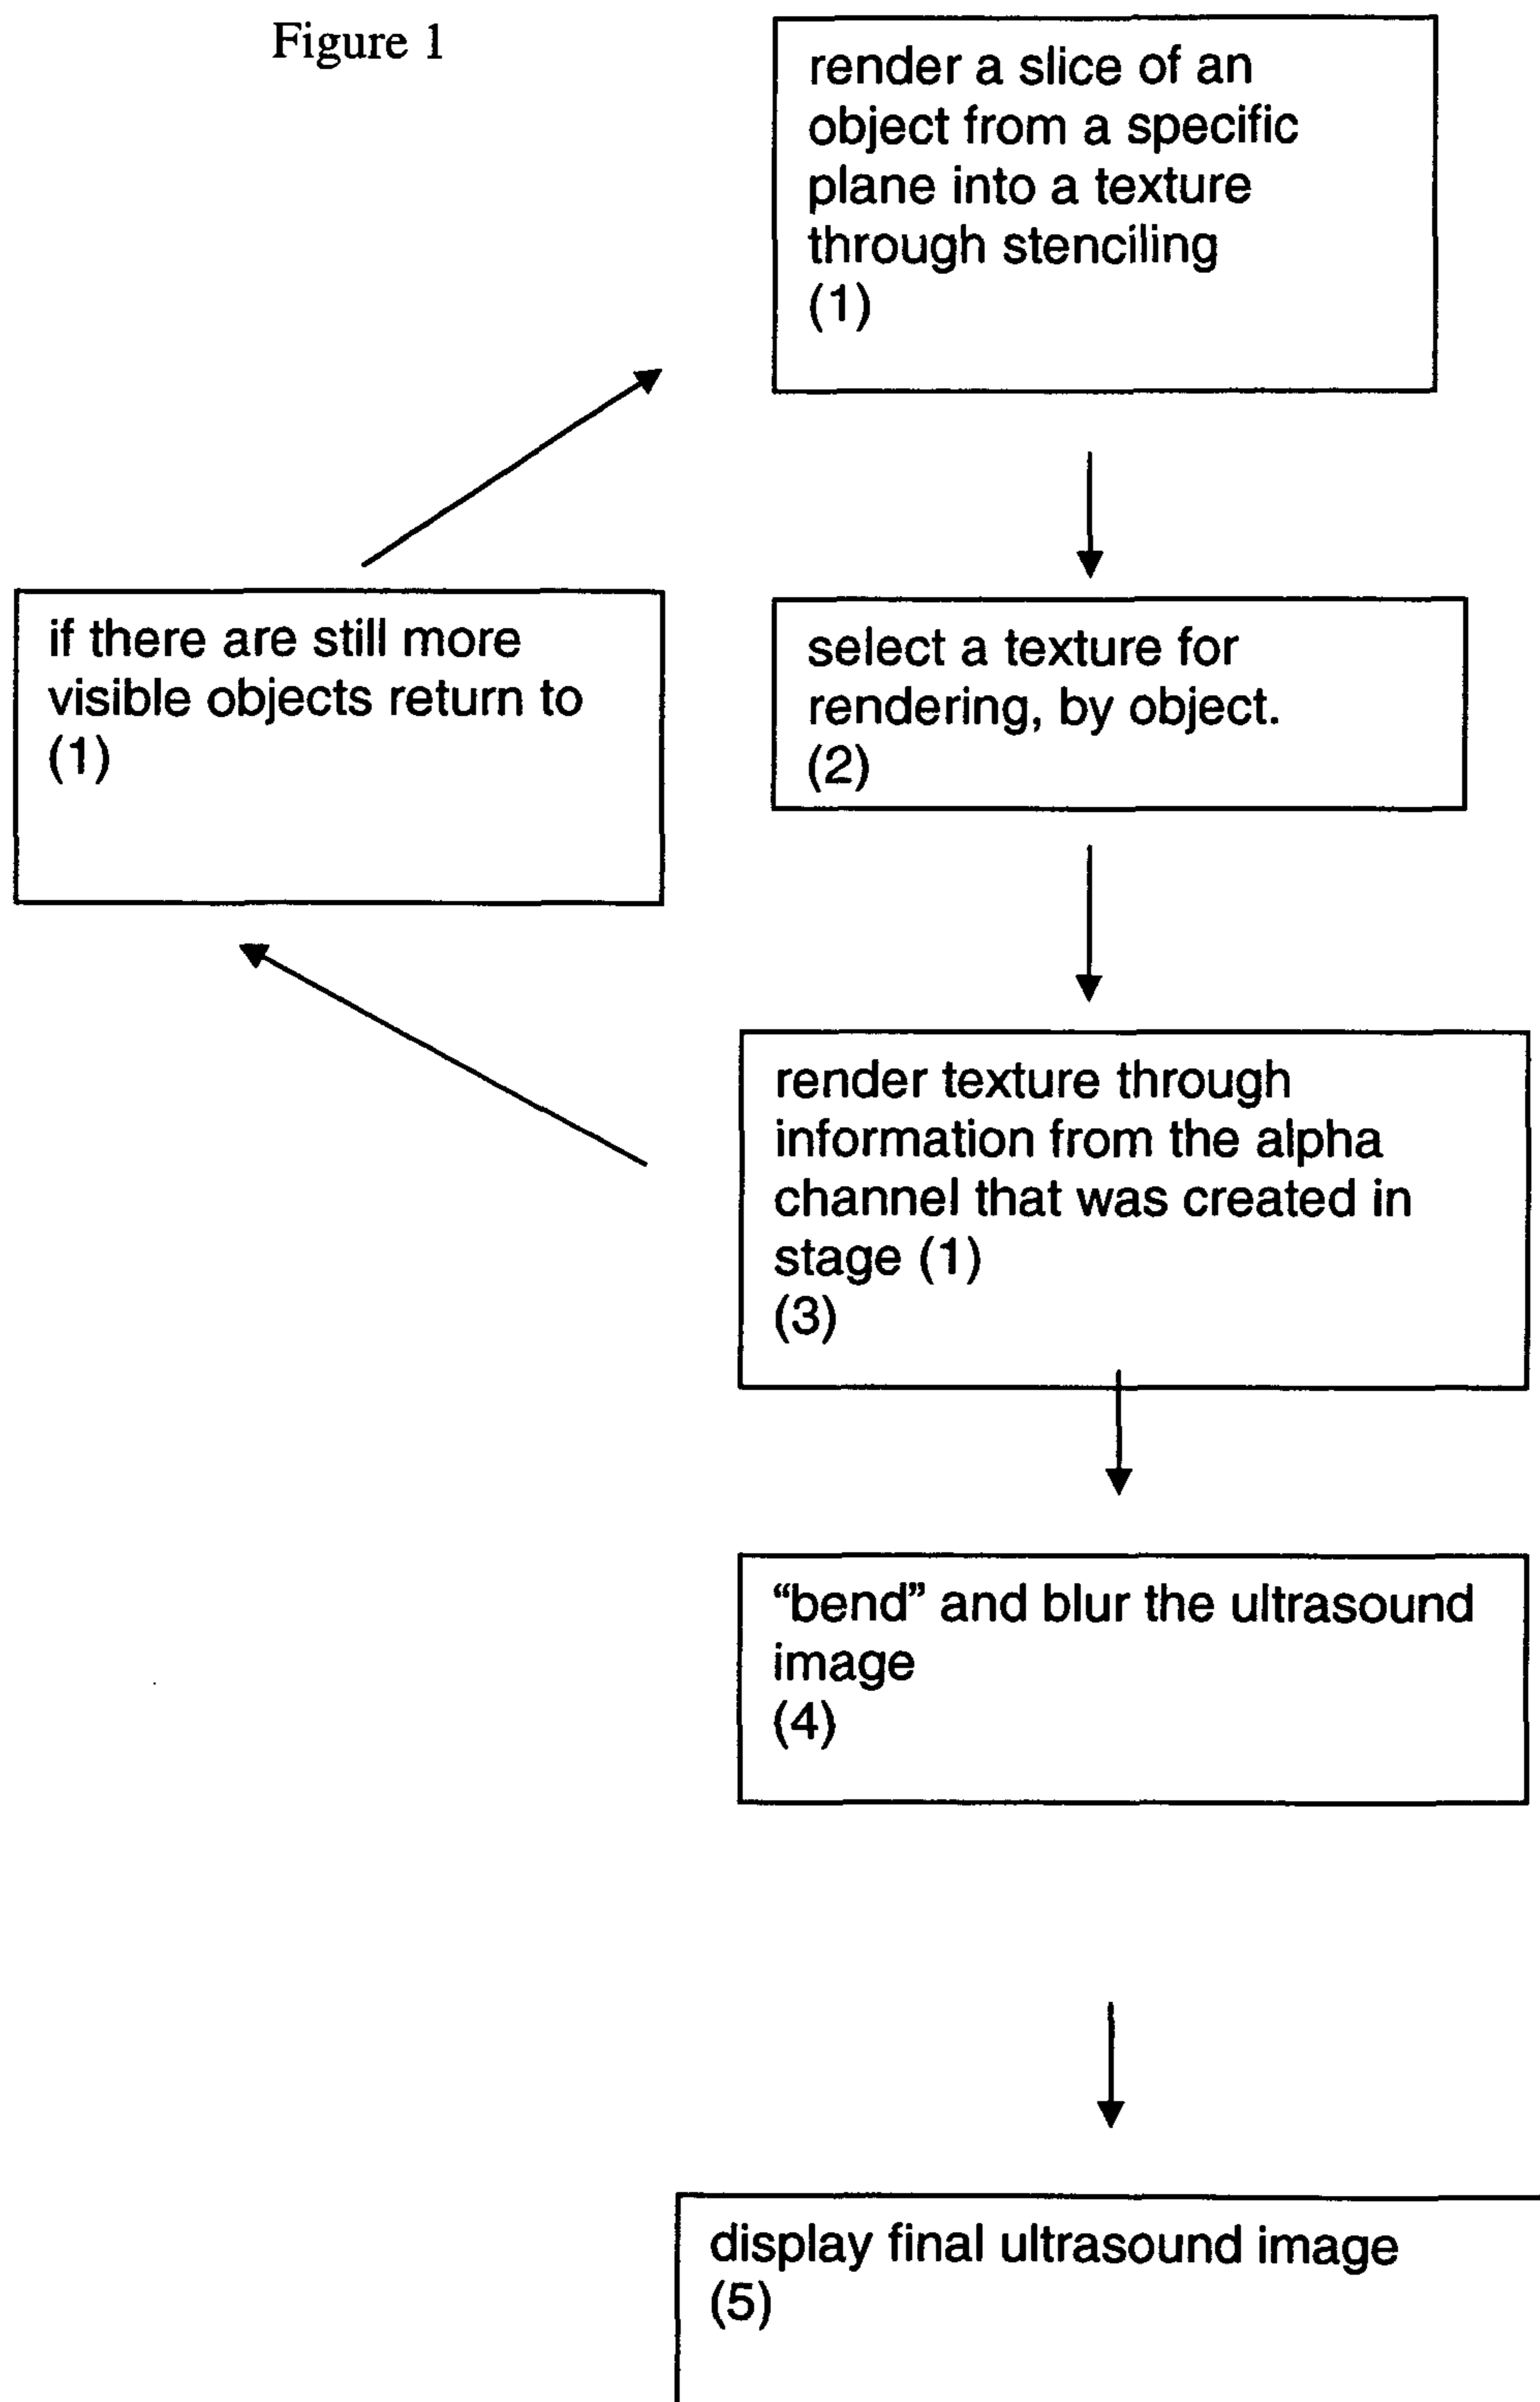 Figure 1
render a slice of an
object from a specific
plane into a texture
through stenciling
(1)
if there are still more
visible objects return to
(1)
select a texture for
rendering, by object.
(2)
render texture through
information from the alpha
channel that was created in
stage (1)
(3)
“bend” and blur the ultrasound
image
(4)
display final ultrasound image
(5)